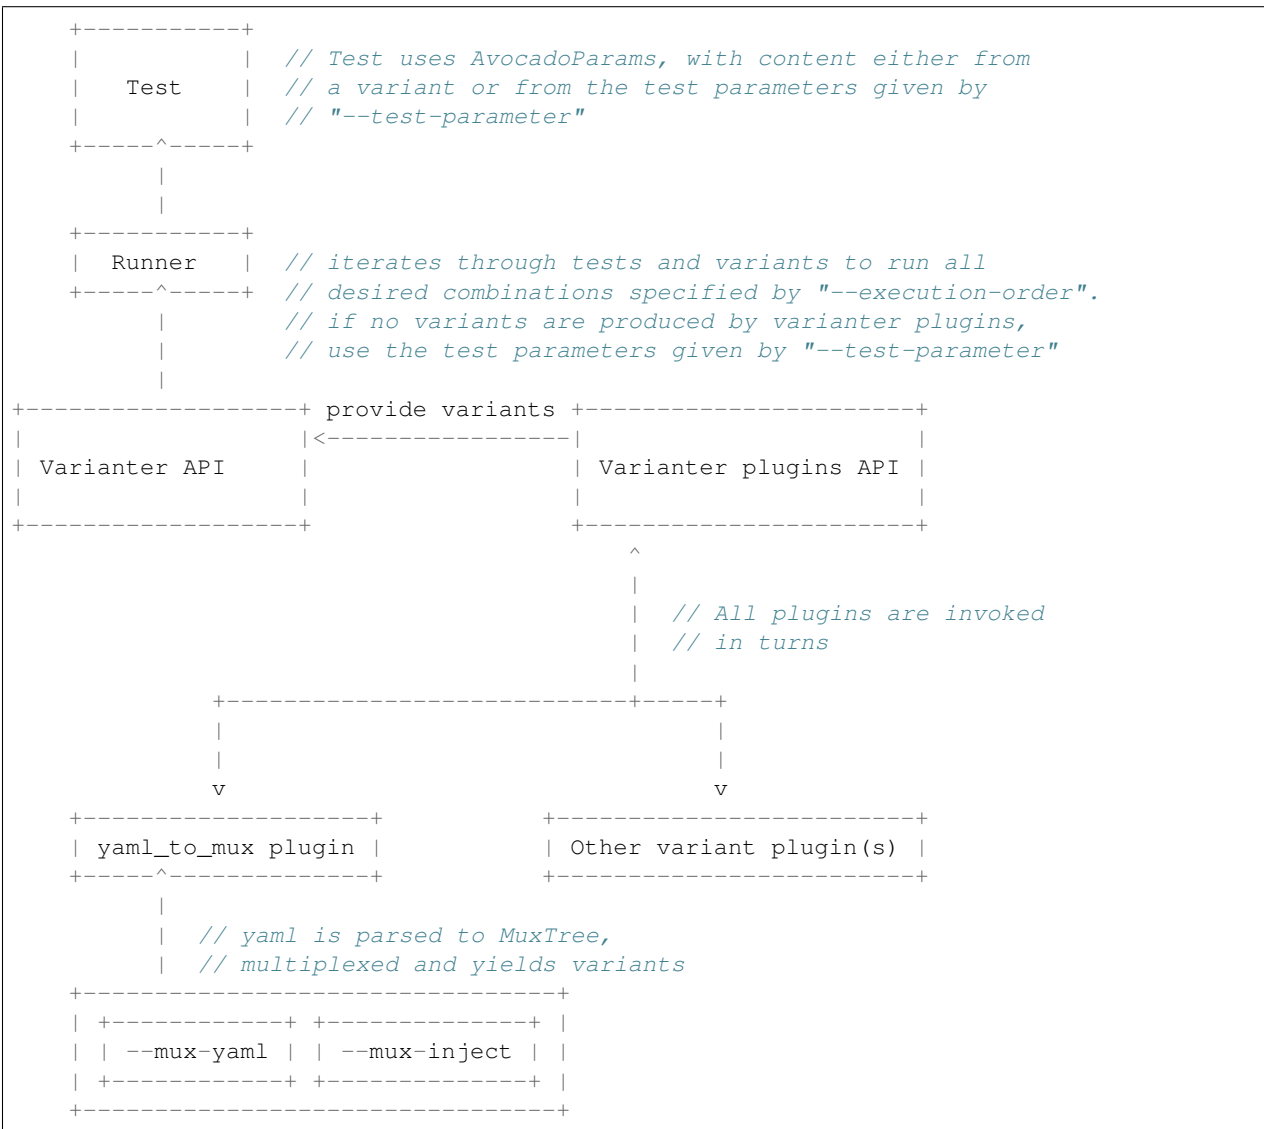 +-----------+
|           |  // Test uses AvocadoParams, with content either from
|   Test    |  // a variant or from the test parameters given by
|           |  // "--test-parameter"
+-----^-----+
      |
      |
+-----------+
|  Runner   |  // iterates through tests and variants to run all
+-----^-----+  // desired combinations specified by "--execution-order".
      |        // if no variants are produced by varianter plugins,
      |        // use the test parameters given by "--test-parameter"
      |
+-------------------+ provide variants +-----------------------+
|                   |<-----------------|                       |
| Varianter API     |                  | Varianter plugins API |
|                   |                  |                       |
+-------------------+                  +-----------------------+
                                           ^
                                           |
                                           |  // All plugins are invoked
                                           |  // in turns
                                           |
              +----------------------------+-----+
              |                                  |
              |                                  |
              v                                  v
    +--------------------+           +-------------------------+
    | yaml_to_mux plugin |           | Other variant plugin(s) |
    +-----^--------------+           +-------------------------+
          |
          |  // yaml is parsed to MuxTree,
          |  // multiplexed and yields variants
    +---------------------------------+
    | +------------+ +--------------+ |
    | | --mux-yaml | | --mux-inject | |
    | +------------+ +--------------+ |
    +---------------------------------+